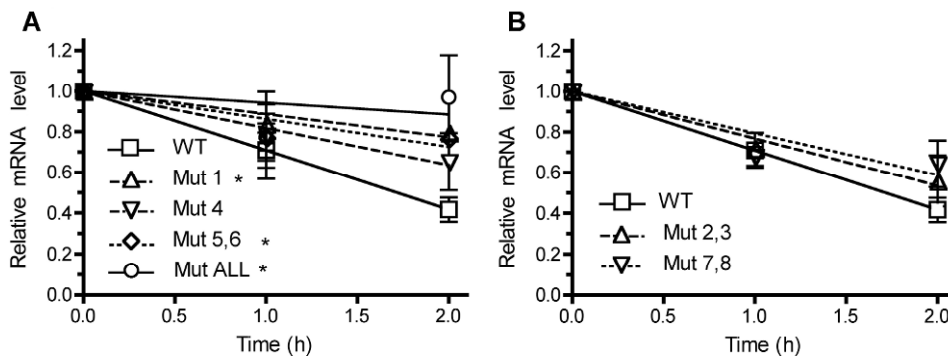 A
Relative mRNA level
1.2
1.0
0.8
0.6
0.4
0.2
0.0
WT
Mut 1 *
Mut 4
Mut 5,6 *
Mut ALL *
0.0 0.5 1.0 1.5 2.0
Time (h)
B
Relative mRNA level
1.2
1.0
0.8
0.6
0.4
0.2
0.0
WT
Mut 2,3
Mut 7,8
0.0 0.5 1.0 1.5 2.0
Time (h)